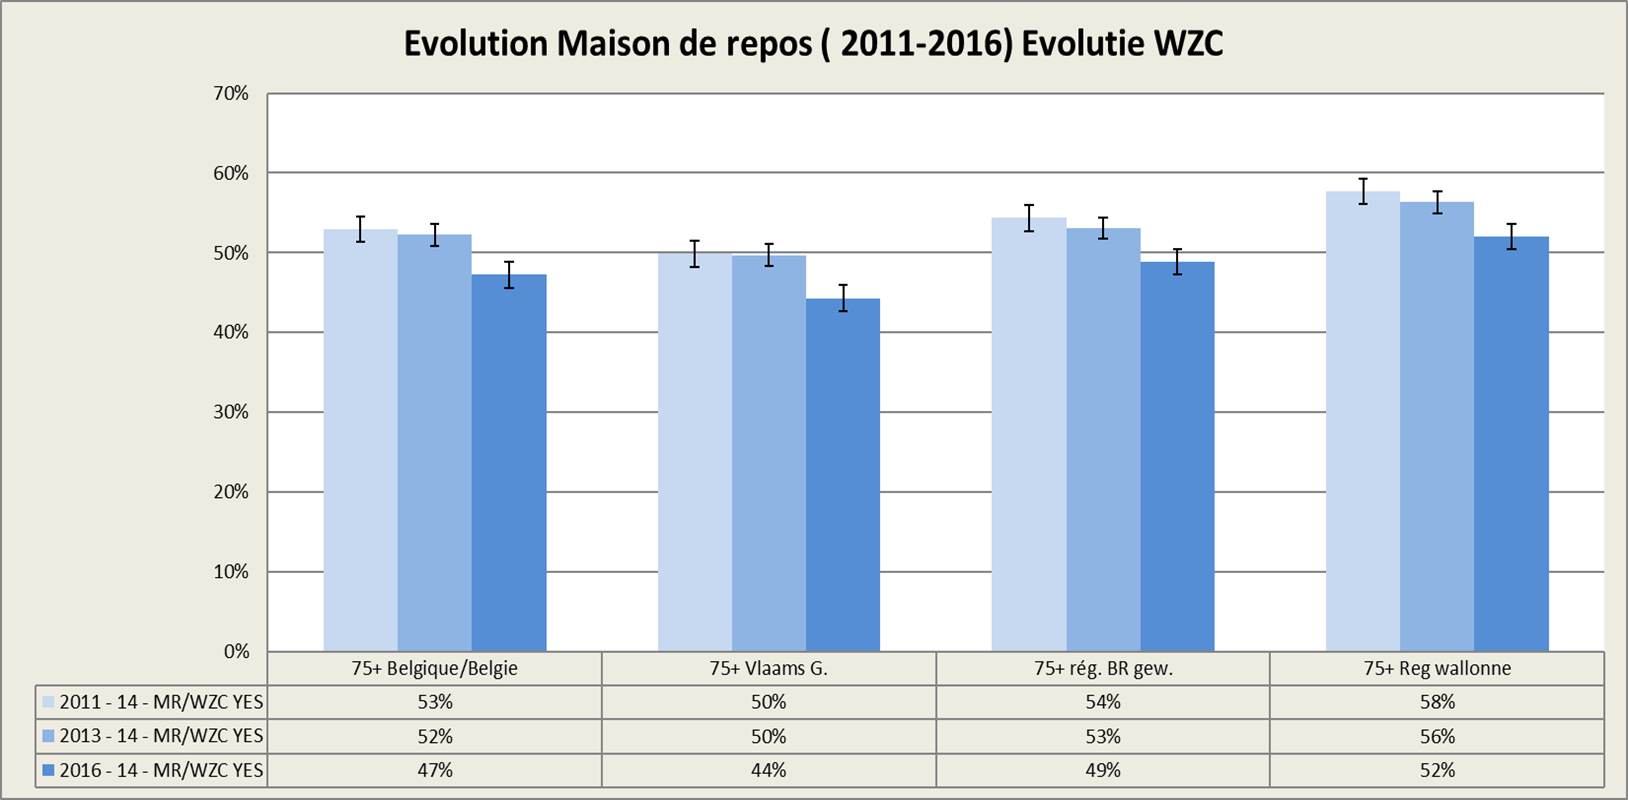 Evolution Maison de repos ( 2011-2016) Evolutie WZC
70%
60%
50%
40%
30%
20%
10%
0%
75+ Belgique/Belgie 75+ Vlaams G. 75+ rég. BR gew. 75+ Reg wallonne
2011 - 14 - MR/WZC YES 53% 50% 54% 58%
2013 - 14 - MR/WZC YES 52% 50% 53% 56%
2016 - 14 - MR/WZC YES 47% 44% 49% 52%